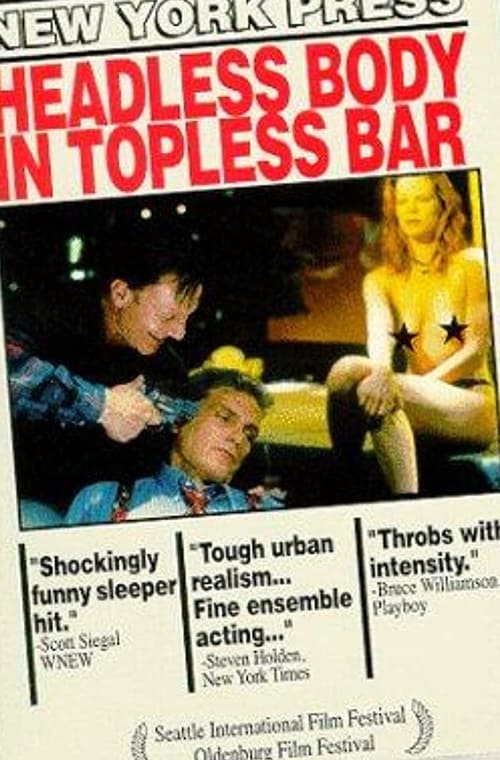 NEW YORK PRESS
HEADLESS BODY
IN TOPLESS BAR
"Shockingly
funny sleeper
hit."
-Scott Siegal
WNEW
"Tough urban
realism...
Fine ensemble
acting..."
-Steven Holden,
New York Times
"Throbs with
intensity."
-Bruce Williamson
Playboy
Seattle International Film Festival
Oldenburg Film Festival